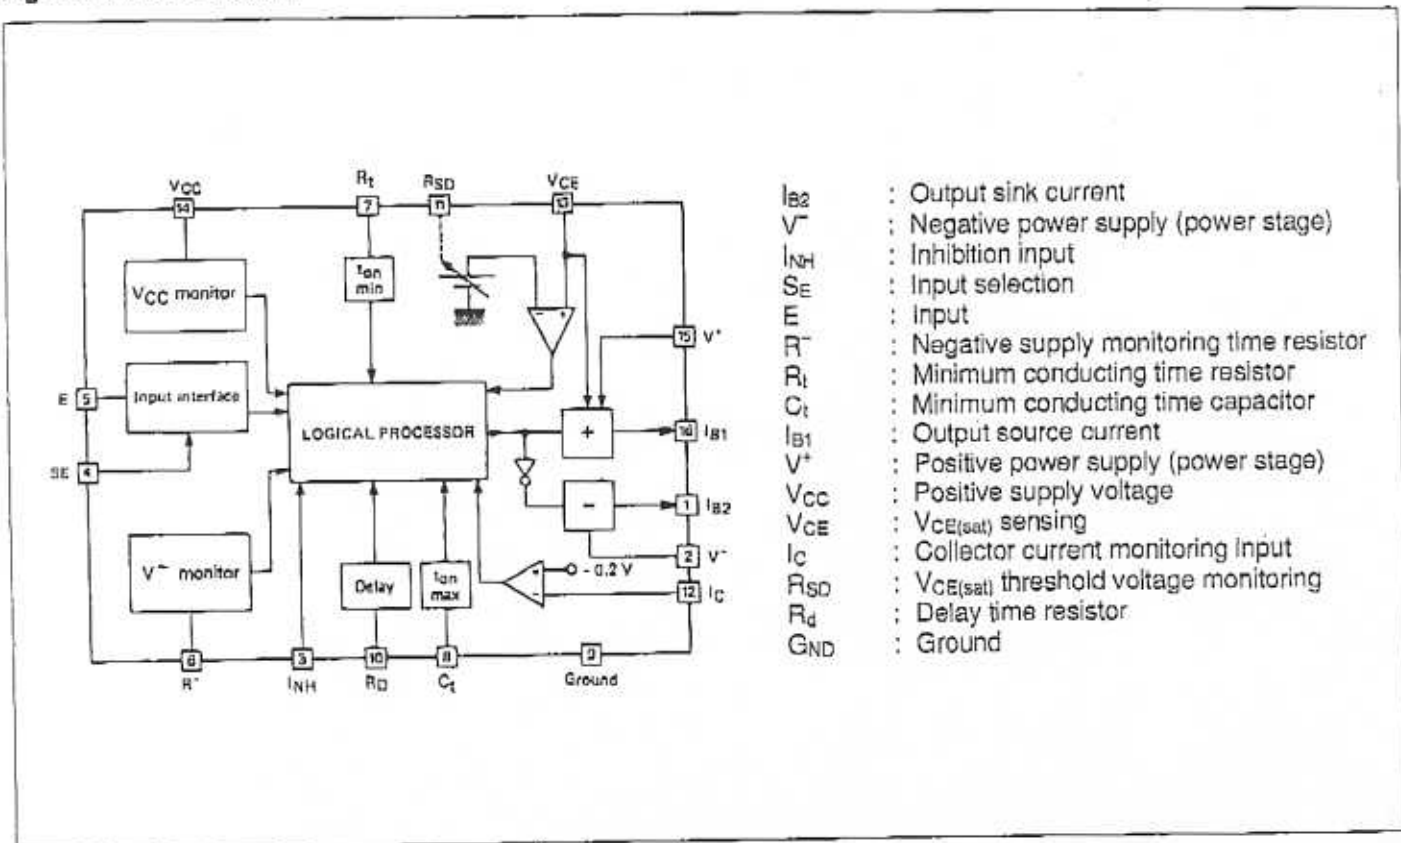 VCC
Rt
RSD
VCE
14
7
11
13
VCC monitor
ton
min
- +
15 V+
E 5
Input interface
LOGICAL PROCESSOR
+
16 IB1
SE 4
−
1 IB2
2 V−
V− monitor
Delay
ton
max
+
−
- 0.2 V
12 IC
6
3
10
8
9
R-
INH
RD
Ct
Ground
IB2 : Output sink current
V− : Negative power supply (power stage)
INH : Inhibition input
SE : Input selection
E : Input
R− : Negative supply monitoring time resistor
Rt : Minimum conducting time resistor
Ct : Minimum conducting time capacitor
IB1 : Output source current
V+ : Positive power supply (power stage)
VCC : Positive supply voltage
VCE : VCE(sat) sensing
IC : Collector current monitoring Input
RSD : VCE(sat) threshold voltage monitoring
Rd : Delay time resistor
GND : Ground